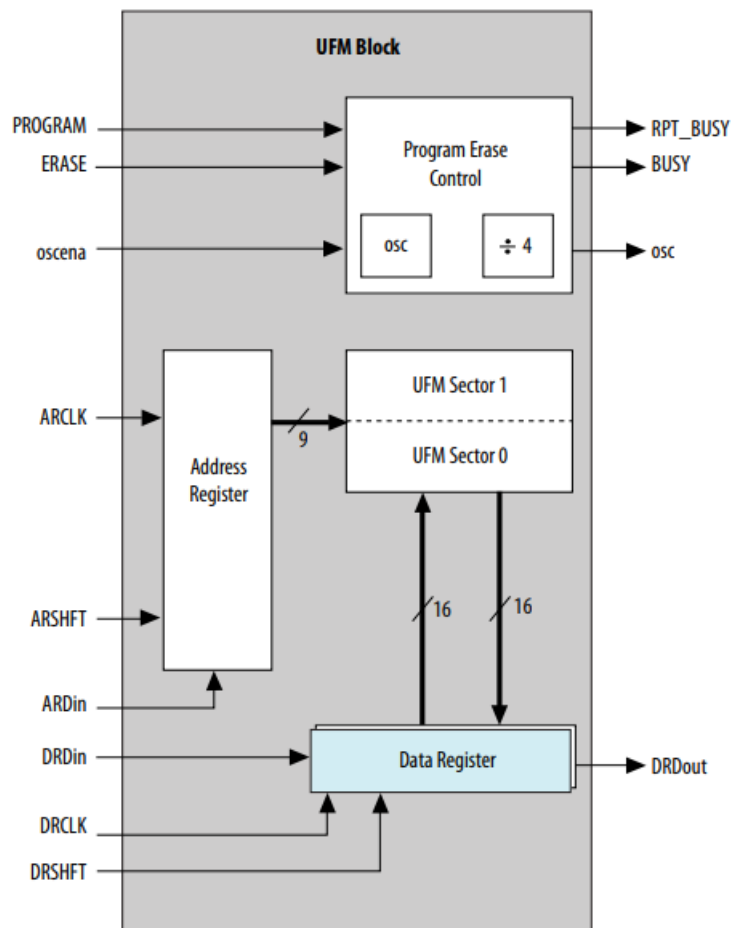 UFM Block
PROGRAM
RPT_BUSY
Program Erase
Control
ERASE
BUSY
osc
÷ 4
oscena
osc
UFM Sector 1
ARCLK
9
UFM Sector 0
Address
Register
ARSHFT
16
16
ARDin
DRDin
Data Register
DRDout
DRCLK
DRSHFT